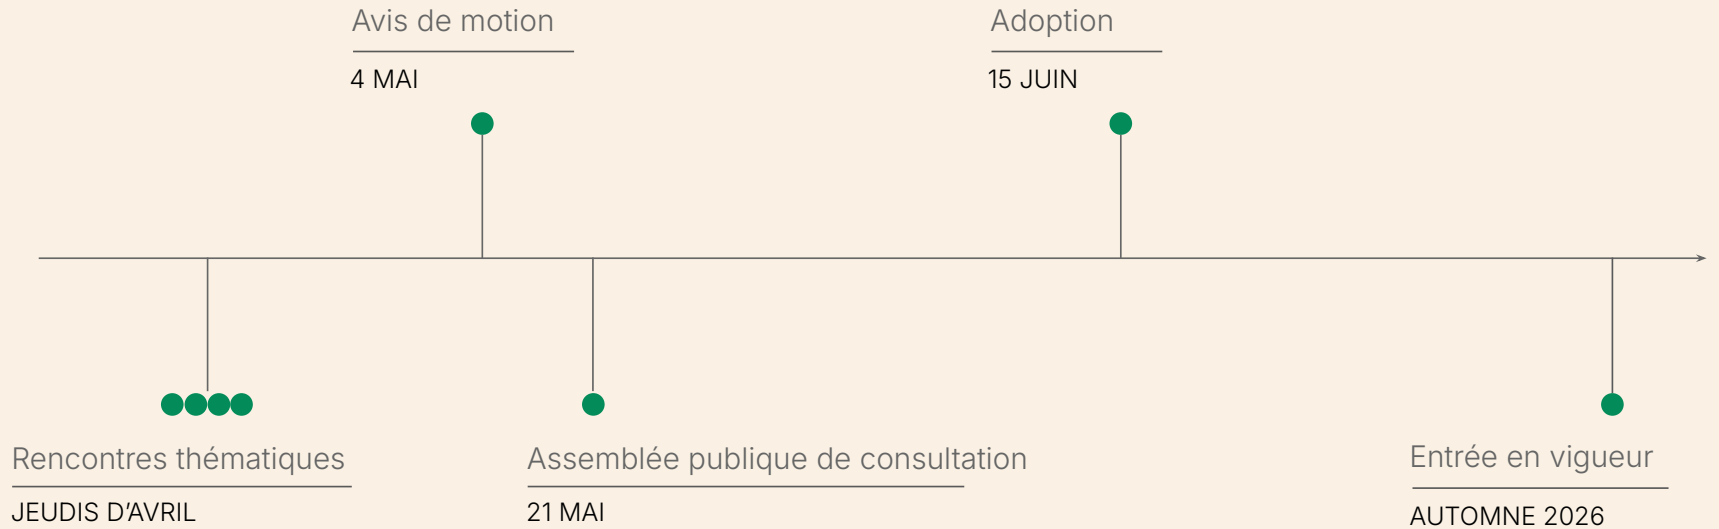 Avis de motion
4 MAI
Adoption
15 JUIN
Rencontres thématiques
JEUDIS D’AVRIL
Assemblée publique de consultation
21 MAI
Entrée en vigueur
AUTOMNE 2026